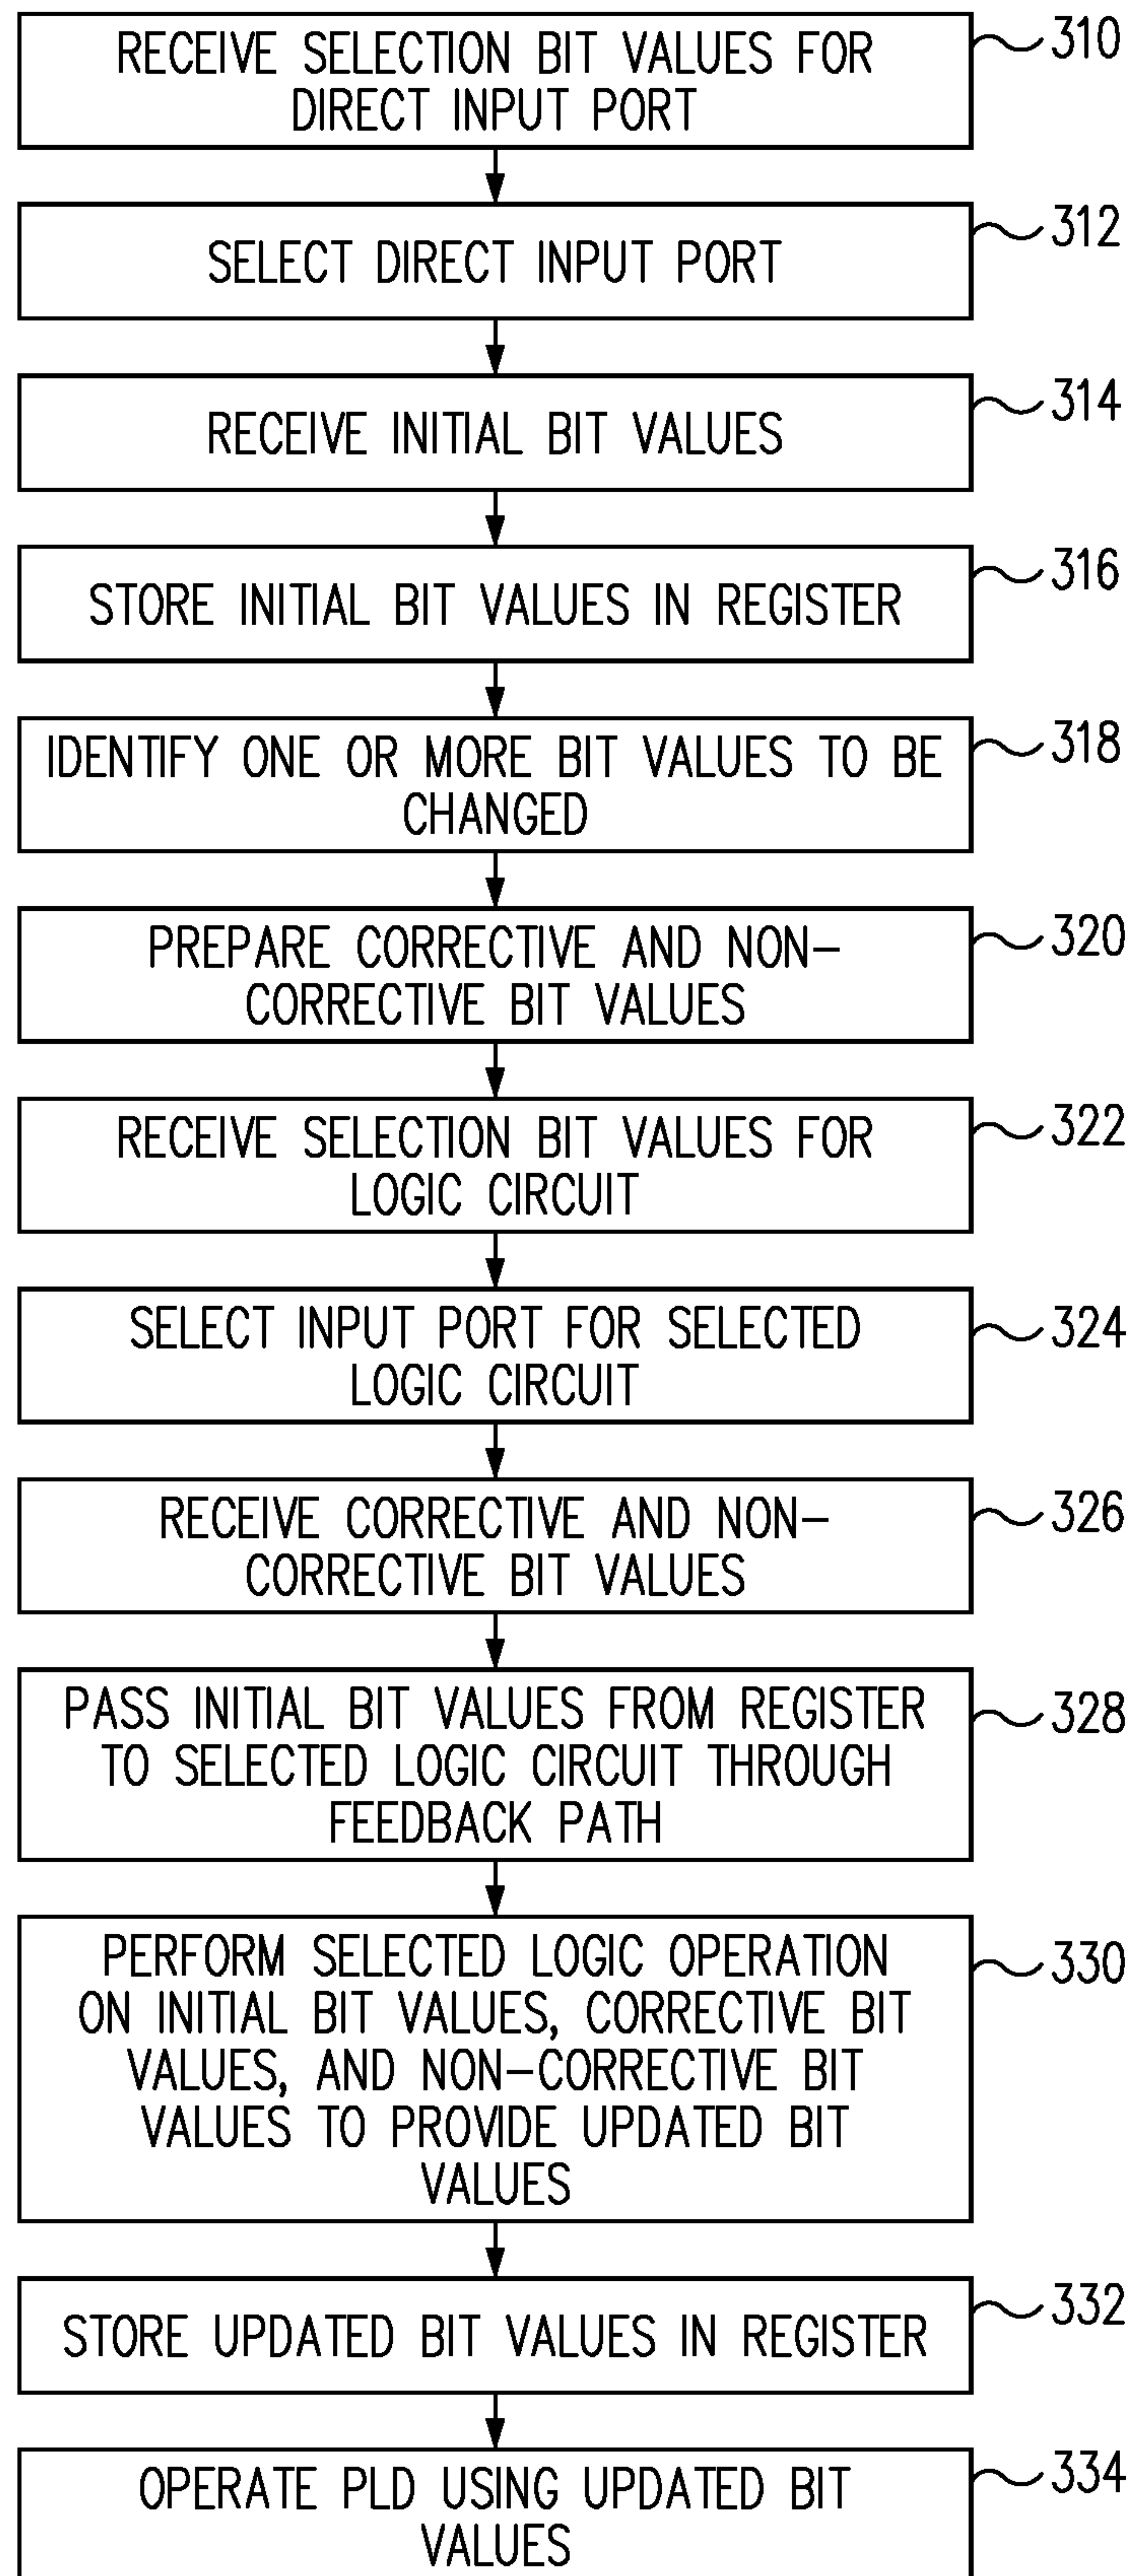 RECEIVE SELECTION BIT VALUES FOR
DIRECT INPUT PORT
310
SELECT DIRECT INPUT PORT
312
RECEIVE INITIAL BIT VALUES
314
STORE INITIAL BIT VALUES IN REGISTER
316
IDENTIFY ONE OR MORE BIT VALUES TO BE
CHANGED
318
PREPARE CORRECTIVE AND NON-
CORRECTIVE BIT VALUES
320
RECEIVE SELECTION BIT VALUES FOR
LOGIC CIRCUIT
322
SELECT INPUT PORT FOR SELECTED
LOGIC CIRCUIT
324
RECEIVE CORRECTIVE AND NON-
CORRECTIVE BIT VALUES
326
PASS INITIAL BIT VALUES FROM REGISTER
TO SELECTED LOGIC CIRCUIT THROUGH
FEEDBACK PATH
328
PERFORM SELECTED LOGIC OPERATION
ON INITIAL BIT VALUES, CORRECTIVE BIT
VALUES, AND NON-CORRECTIVE BIT
VALUES TO PROVIDE UPDATED BIT
VALUES
330
STORE UPDATED BIT VALUES IN REGISTER
332
OPERATE PLD USING UPDATED BIT
VALUES
334